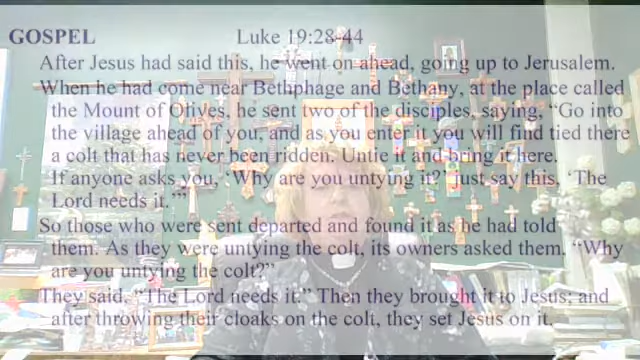 GOSPEL Luke 19:28-44
After Jesus had said this, he went on ahead, going up to Jerusalem.
When he had come near Bethphage and Bethany, at the place called
the Mount of Olives, he sent two of the disciples, saying, “Go into
the village ahead of you, and as you enter it you will find tied there
a colt that has never been ridden. Untie it and bring it here.
If anyone asks you, ‘Why are you untying it?’ just say this, ‘The
Lord needs it.’”
So those who were sent departed and found it as he had told
them. As they were untying the colt, its owners asked them, “Why
are you untying the colt?”
They said, “The Lord needs it.” Then they brought it to Jesus; and
after throwing their cloaks on the colt, they set Jesus on it.